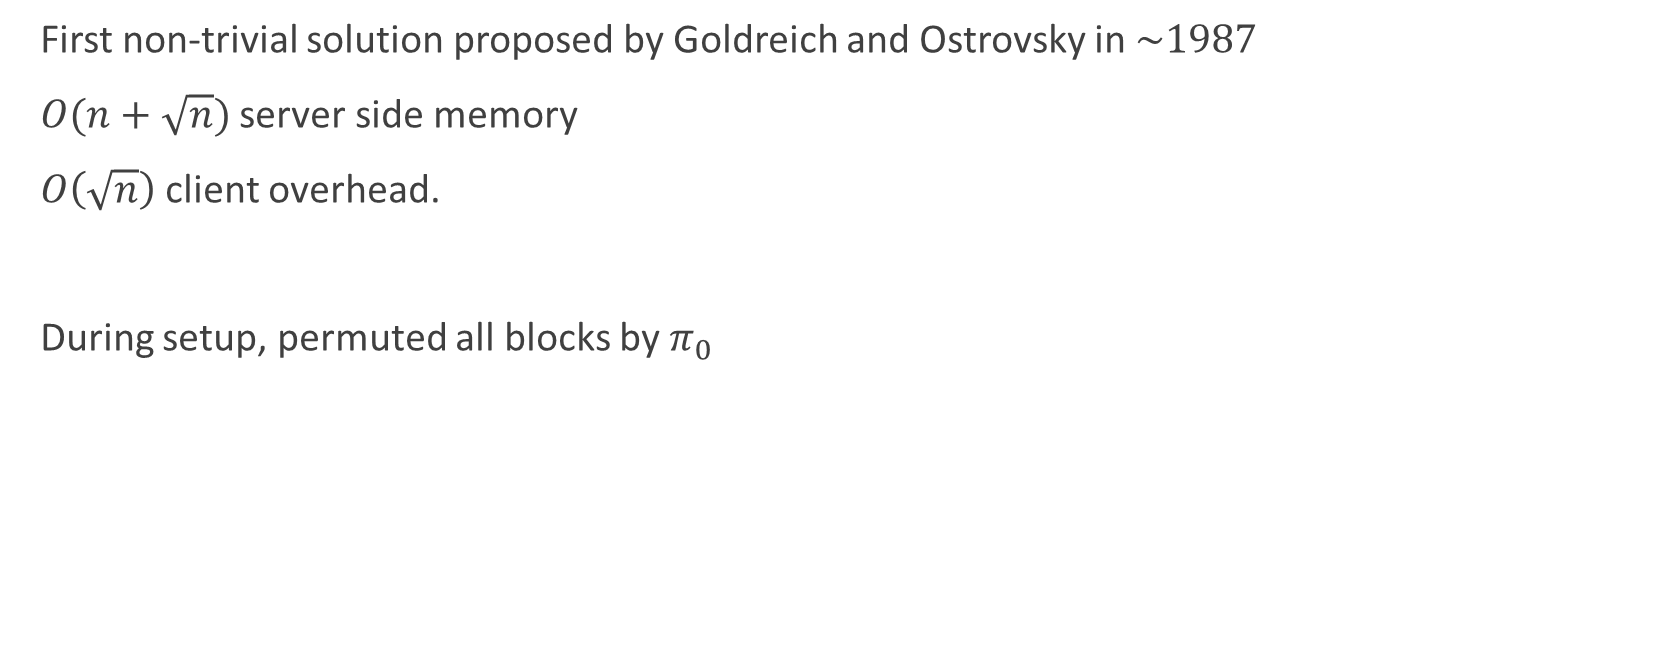 First non-trivial solution proposed by Goldreich and Ostrovsky in ~1987
O(n + √n) server side memory
O(√n) client overhead.
During setup, permuted all blocks by π₀